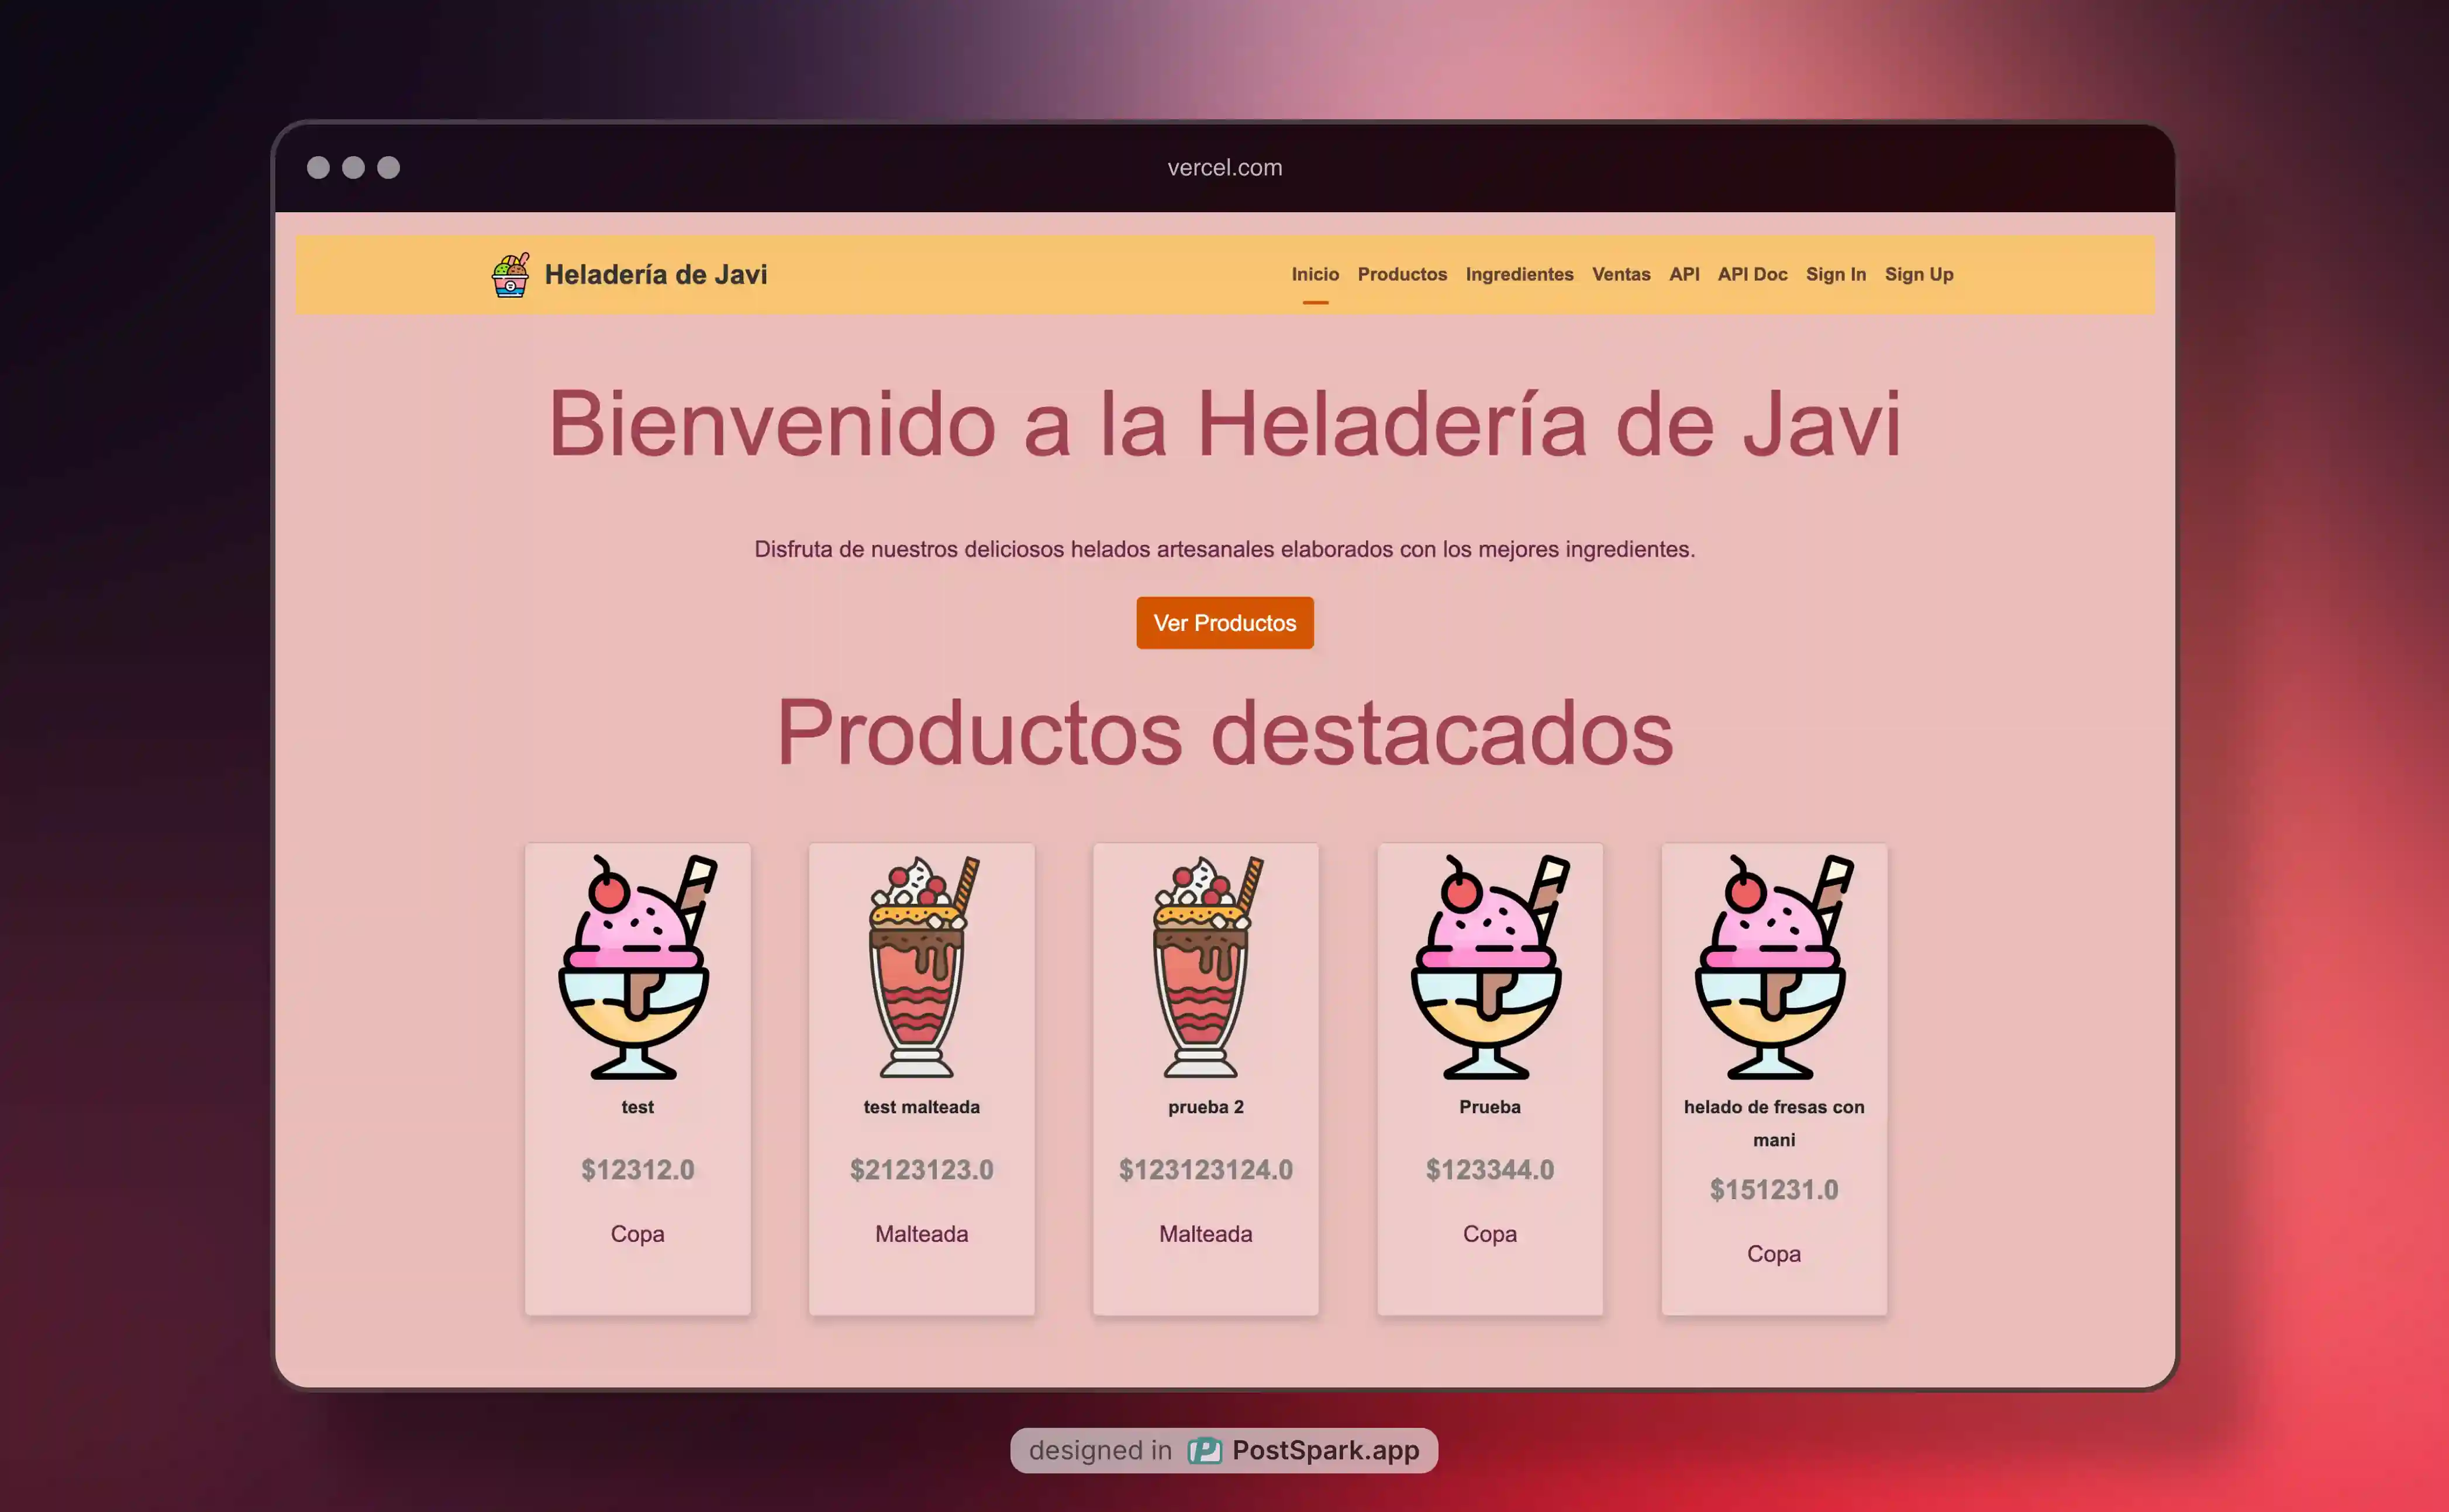 vercel.com
Heladería de Javi
Inicio Productos Ingredientes Ventas API API Doc Sign In Sign Up
Bienvenido a la Heladería de Javi
Disfruta de nuestros deliciosos helados artesanales elaborados con los mejores ingredientes.
Ver Productos
Productos destacados
test
$12312.0
Copa
test malteada
$2123123.0
Malteada
prueba 2
$123123124.0
Malteada
Prueba
$123344.0
Copa
helado de fresas con
mani
$151231.0
Copa
designed in PostSpark.app